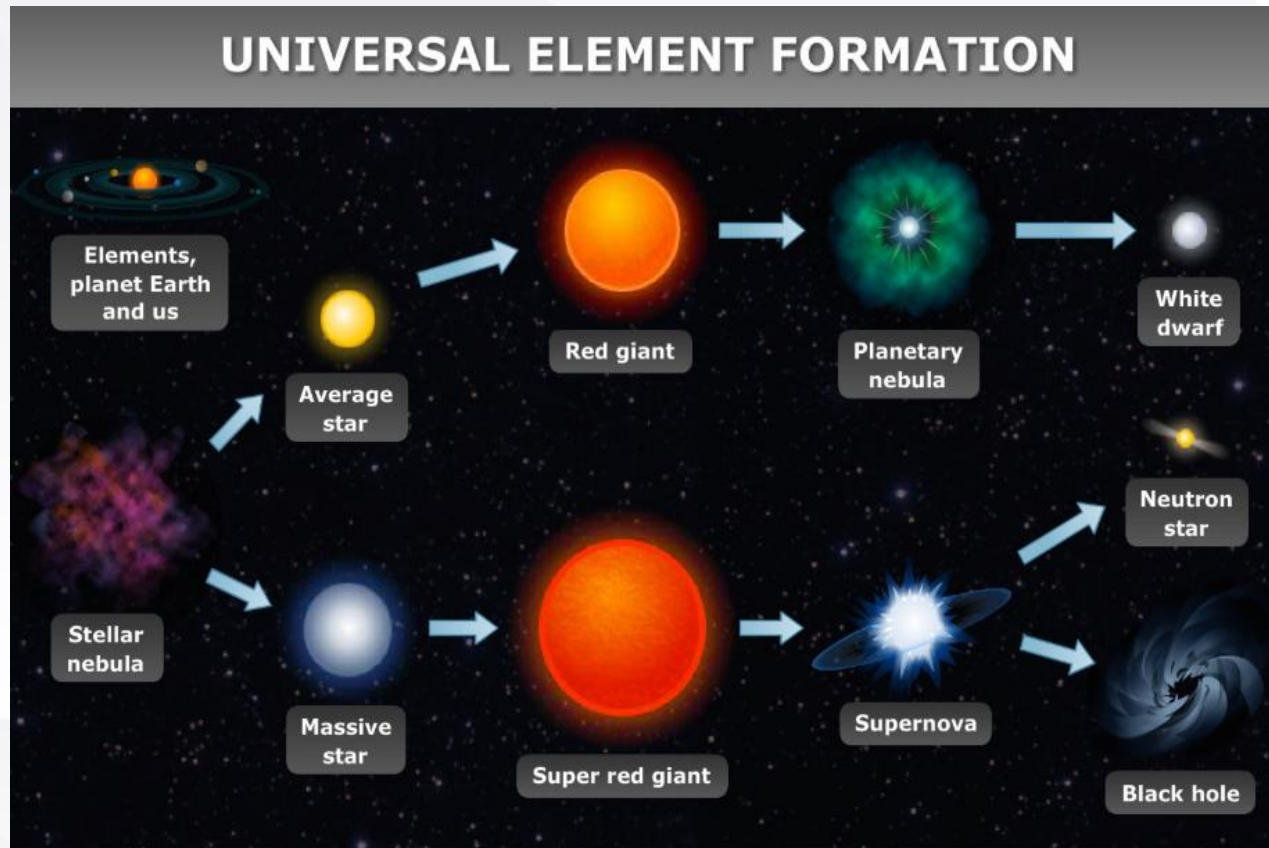 UNIVERSAL ELEMENT FORMATION
Elements,
planet Earth
and us
Average
star
Red giant
Planetary
nebula
White
dwarf
Neutron
star
Stellar
nebula
Massive
star
Super red giant
Supernova
Black hole